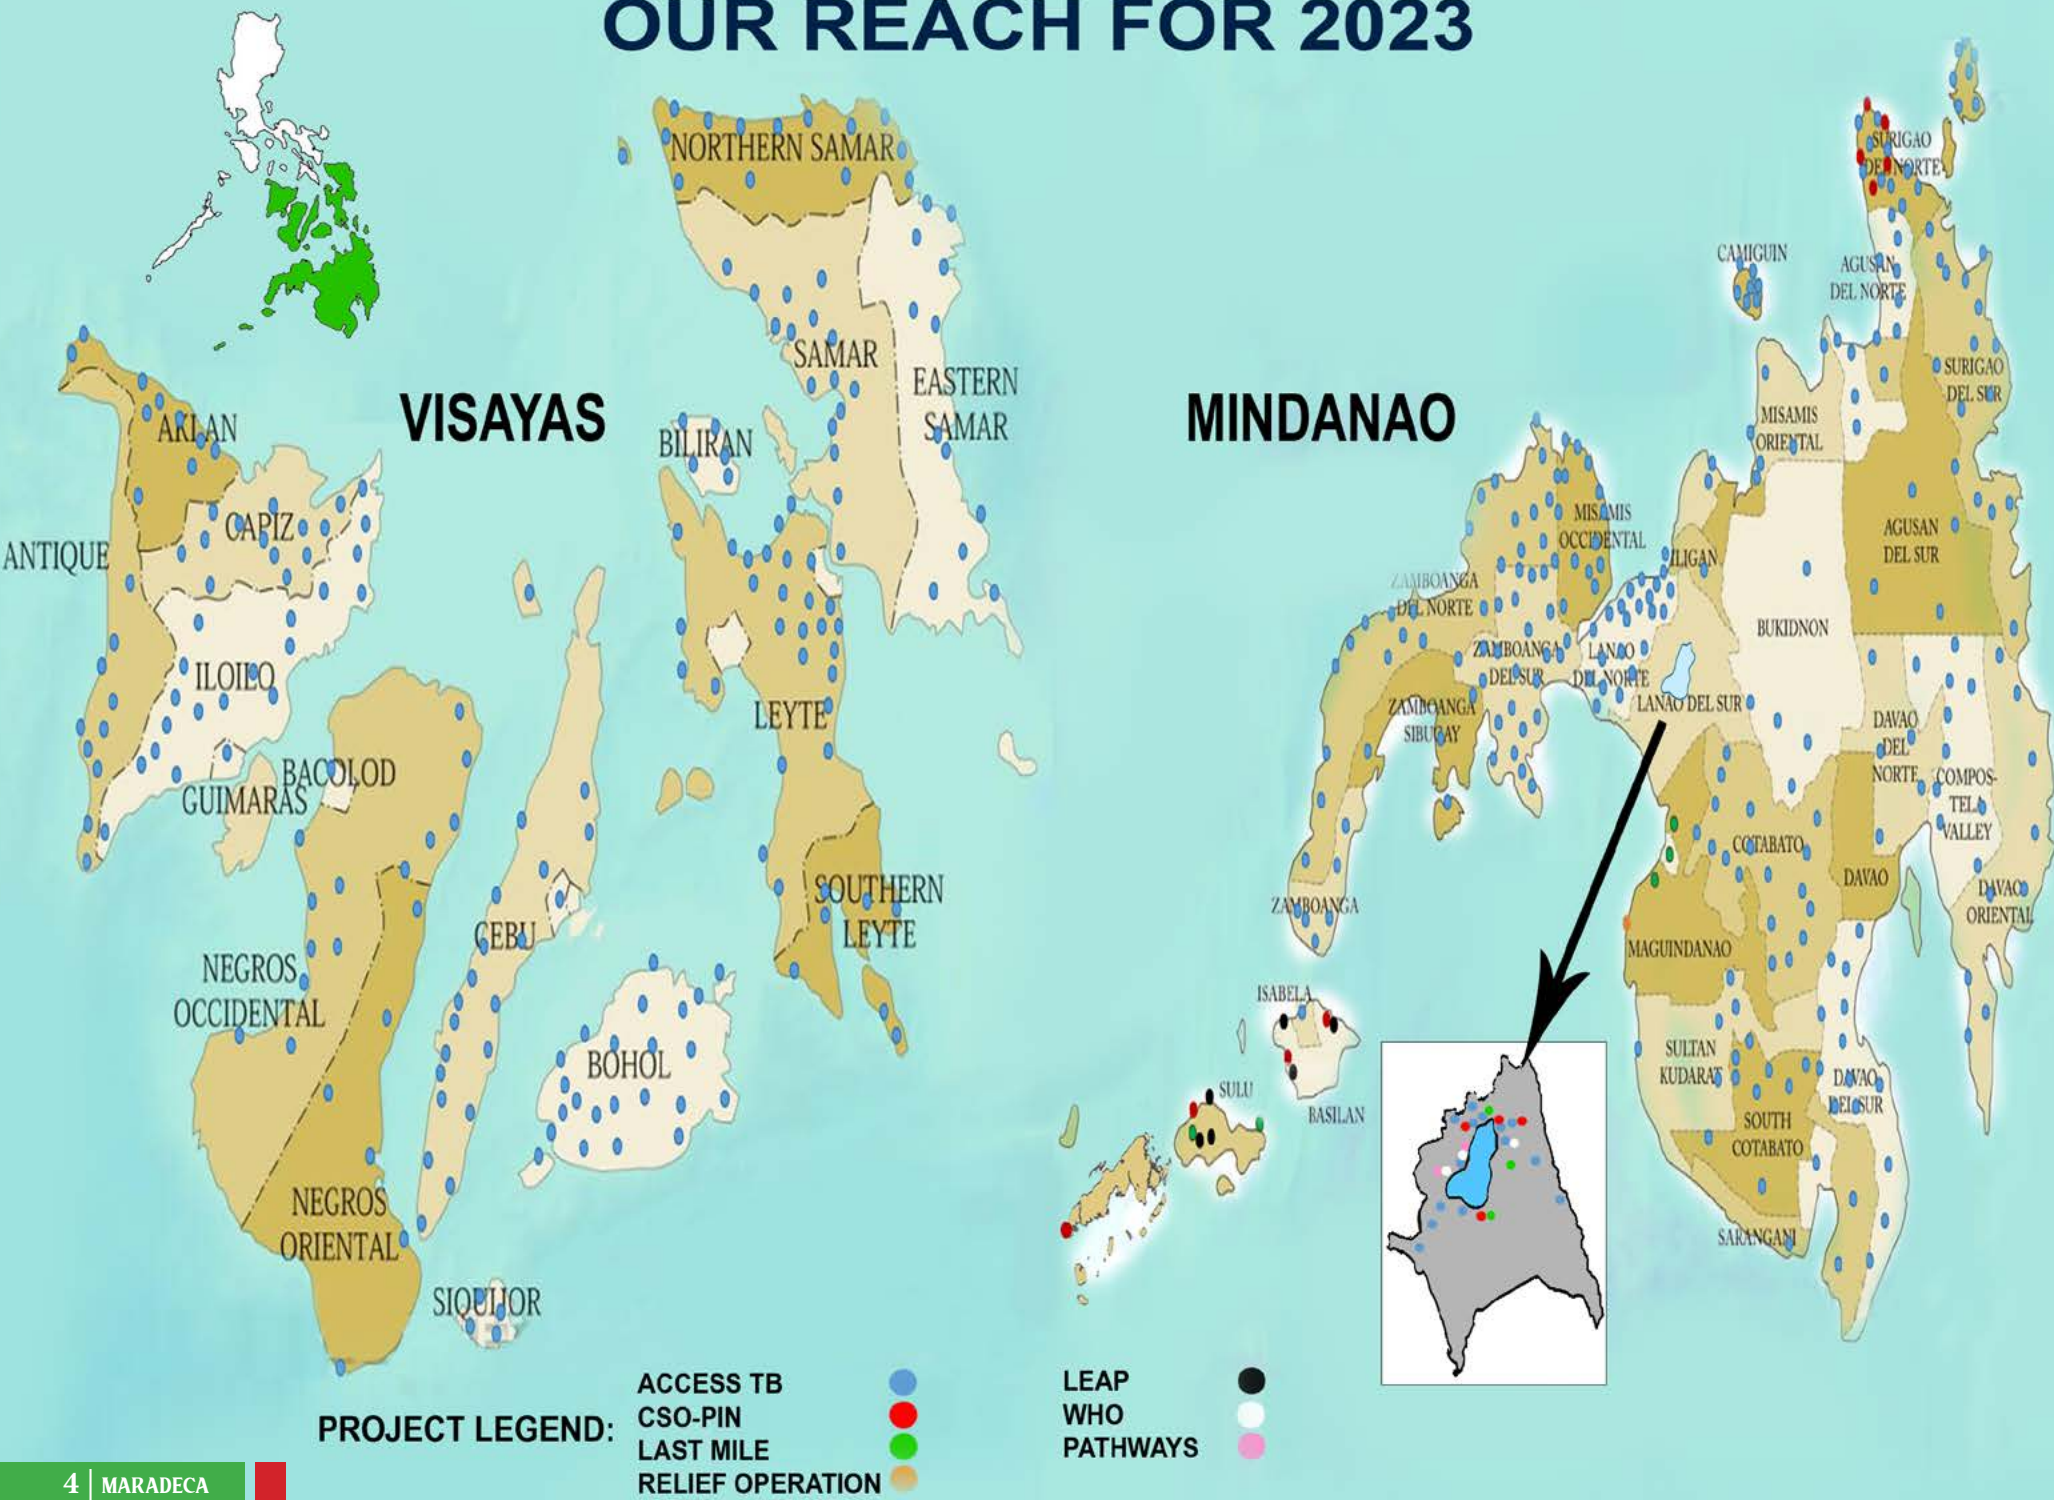 OUR REACH FOR 2023
NORTHERN SAMAR
SAMAR
EASTERN
SAMAR
AKLAN
VISAYAS
BILIRAN
CAPIZ
ANTIQUE
ILOILO
LEYTE
BACOLOD
GUIMARAS
SOUTHERN
LEYTE
CEBU
NEGROS
OCCIDENTAL
BOHOL
NEGROS
ORIENTAL
SIQUIJOR
MINDANAO
SURIGAO
DEL NORTE
CAMIGUIN
AGUSAN
DEL NORTE
SURIGAO
DEL SUR
MISAMIS
ORIENTAL
MISAMIS
OCCIDENTAL
AGUSAN
DEL SUR
ILIGAN
ZAMBOANGA
DEL NORTE
BUKIDNON
ZAMBOANGA
DEL SUR
LANAO
DEL NORTE
LANAO DEL SUR
ZAMBOANGA
SIBUGAY
DAVAO
DEL
NORTE
COMPOS-
TELA
VALLEY
COTABATO
DAVAO
DAVAO
ORIENTAL
ZAMBOANGA
MAGUINDANAO
ISABELA
SULTAN
KUDARAT
SULU
BASILAN
DAVAO
DEL SUR
SOUTH
COTABATO
SARANGANI
PROJECT LEGEND:
ACCESS TB
CSO-PIN
LAST MILE
RELIEF OPERATION
LEAP
WHO
PATHWAYS
4 | MARADECA